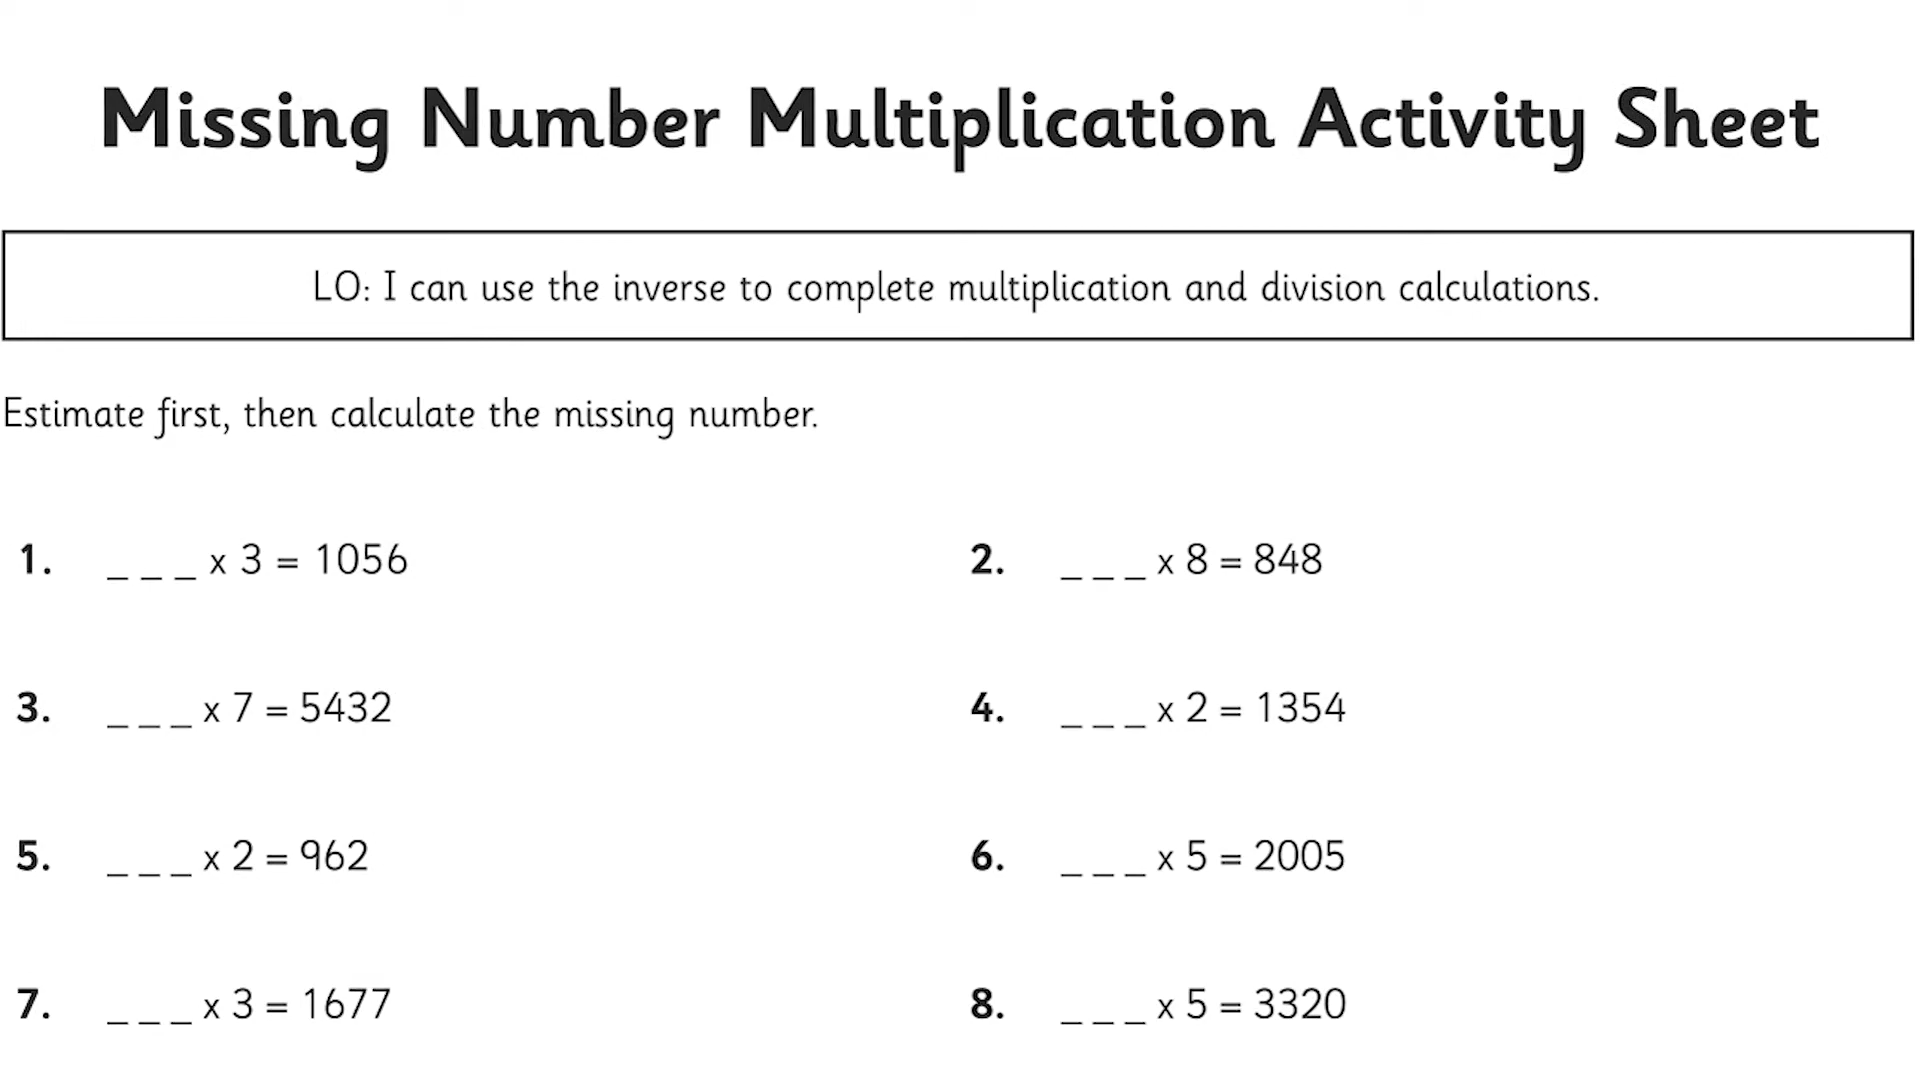 Missing Number Multiplication Activity Sheet
LO: I can use the inverse to complete multiplication and division calculations.
Estimate first, then calculate the missing number.
1. _ _ _ x 3 = 1056
2. _ _ _ x 8 = 848
3. _ _ _ x 7 = 5432
4. _ _ _ x 2 = 1354
5. _ _ _ x 2 = 962
6. _ _ _ x 5 = 2005
7. _ _ _ x 3 = 1677
8. _ _ _ x 5 = 3320